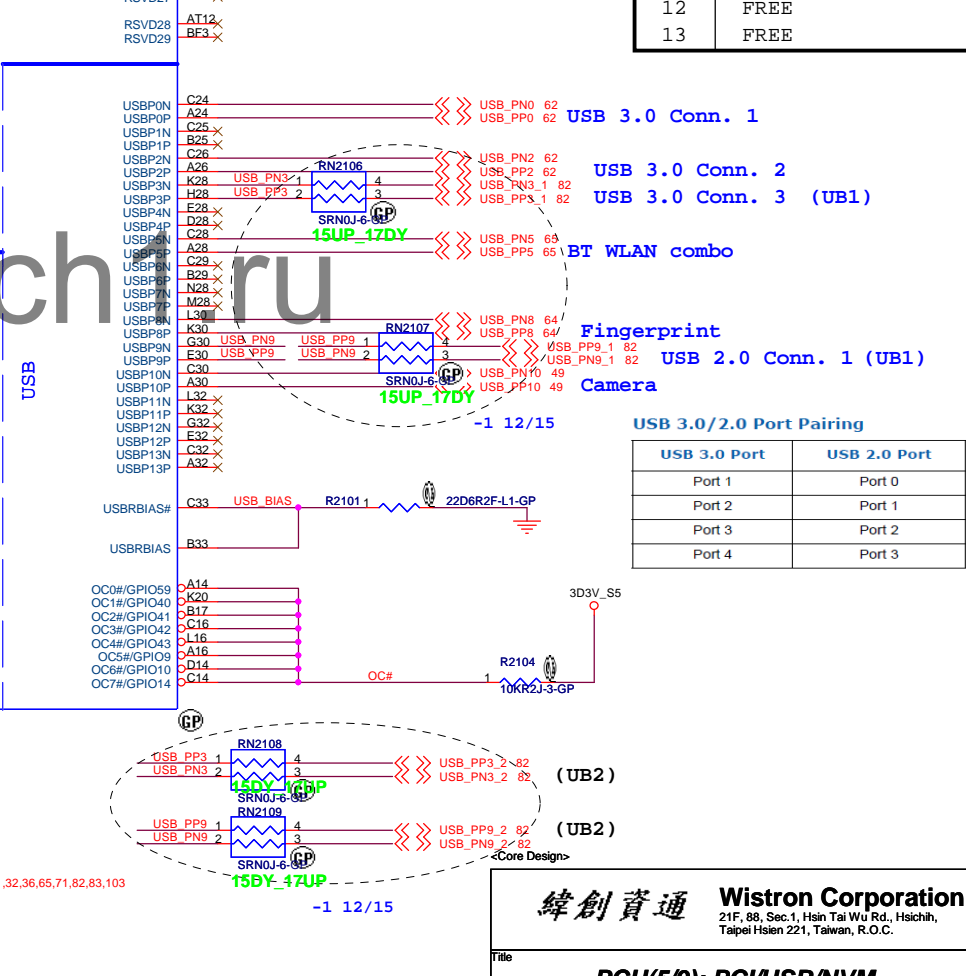 12 FREE
13 FREE
RSVD28 AT12
RSVD29 BF3
USBP0N C24 USB_PN0 62
USBP0P A24 USB_PP0 62 USB 3.0 Conn. 1
USBP1N C25
USBP1P B25
USBP2N C26 USB_PN2 62
USBP2P A26 RN2106 USB_PP2 62 USB 3.0 Conn. 2
USBP3N K28 USB_PN3 1 4 USB_PN3_1 82
USBP3P H28 USB_PP3 2 3 USB_PP3_1 82 USB 3.0 Conn. 3 (UB1)
USBP4N E28
USBP4P D28 SRN0J-6-GP GP
USBP5N C28 15UP_17DY USB_PN5 65
USBP5P A28 USB_PP5 65 BT WLAN combo
USBP6N C29
USBP6P B29
USBP7N N28
USBP7P M28
ch1.ru
USBP8N L30 USB_PN8 64
USBP8P K30 RN2107 USB_PP8 64 Fingerprint
USBP9N G30 USB_PN9 USB_PP9 1 4 USB_PP9_1 82
USBP9P E30 USB_PP9 USB_PN9 2 3 USB_PN9_1 82 USB 2.0 Conn. 1 (UB1)
USBP10N C30 GP USB_PN10 49
USBP10P A30 SRN0J-6-GP USB_PP10 49 Camera
USBP11N L32 15UP_17DY
USBP11P K32
USBP12N G32 -1 12/15
USBP12P E32
USBP13N C32
USBP13P A32
USB
USB 3.0/2.0 Port Pairing
USB 3.0 Port USB 2.0 Port
Port 1 Port 0
Port 2 Port 1
Port 3 Port 2
Port 4 Port 3
USBRBIAS# C33 USB_BIAS R2101 1 22D6R2F-L1-GP
USBRBIAS B33
OC0#/GPIO59 A14
OC1#/GPIO40 K20
OC2#/GPIO41 B17
OC3#/GPIO42 C16
OC4#/GPIO43 L16
OC5#/GPIO9 A16
OC6#/GPIO10 D14
OC7#/GPIO14 C14
3D3V_S5
OC# 1 R2104
10KR2J-3-GP
GP
RN2108
USB_PP3 1 4 USB_PP3_2 82
USB_PN3 2 3 USB_PN3_2 82 (UB2)
15DY_17UP
SRN0J-6-GP GP
RN2109
USB_PP9 1 4 USB_PP9_2 82 (UB2)
USB_PN9 2 3 USB_PN9_2 82
SRN0J-6-GP GP
15DY_17UP
-1 12/15
,32,36,65,71,82,83,103
<Core Design>
緯創資通 Wistron Corporation
21F, 88, Sec.1, Hsin Tai Wu Rd., Hsichih,
Taipei Hsien 221, Taiwan, R.O.C.
Title